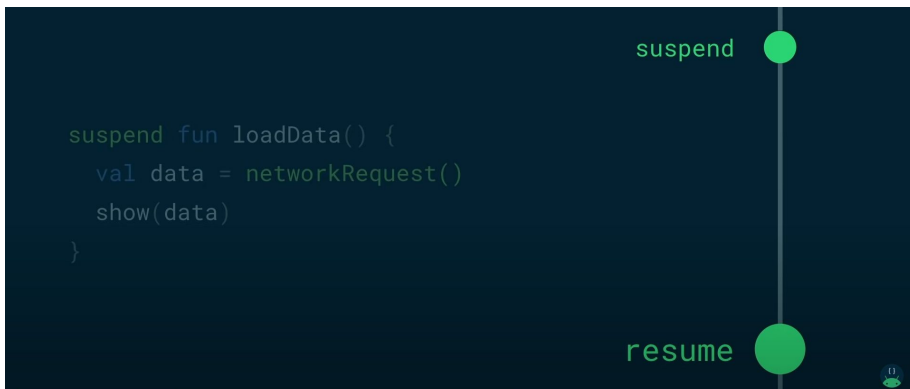 suspend
suspend fun loadData() {
val data = networkRequest()
show(data)
}
resume